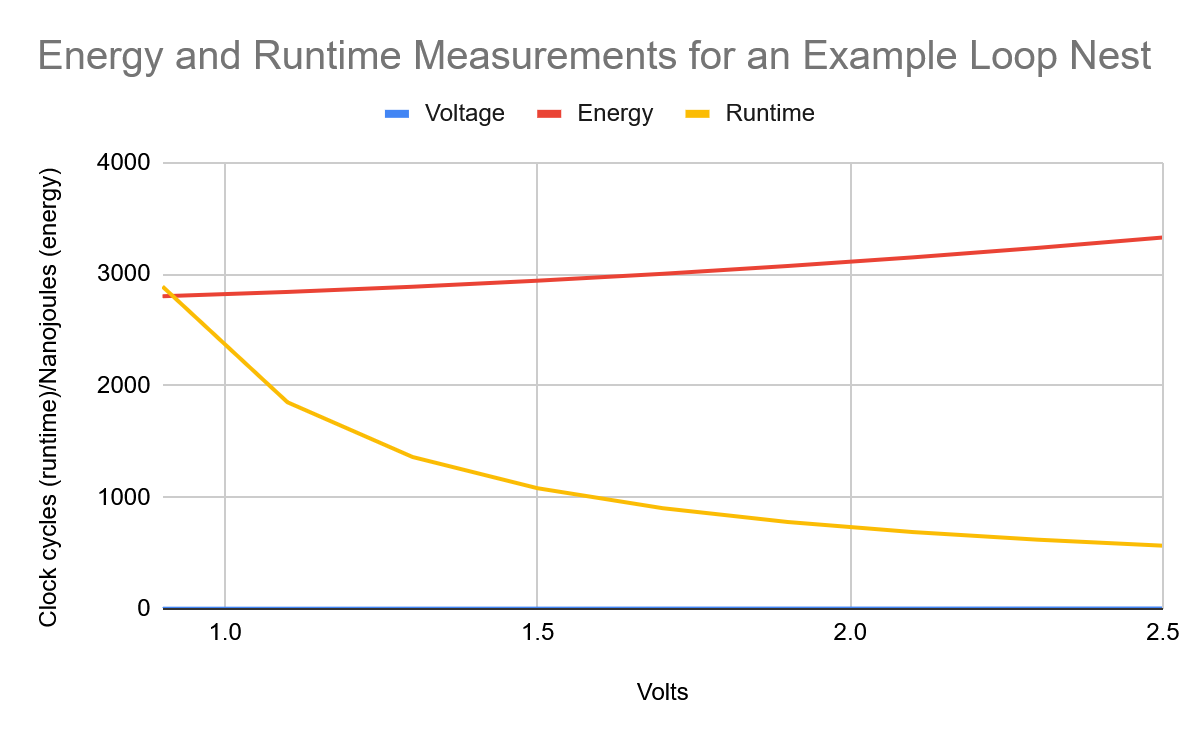 Energy and Runtime Measurements for an Example Loop Nest
Voltage Energy Runtime
Clock cycles (runtime)/Nanojoules (energy)
4000
3000
2000
1000
0
1.0 1.5 2.0 2.5
Volts